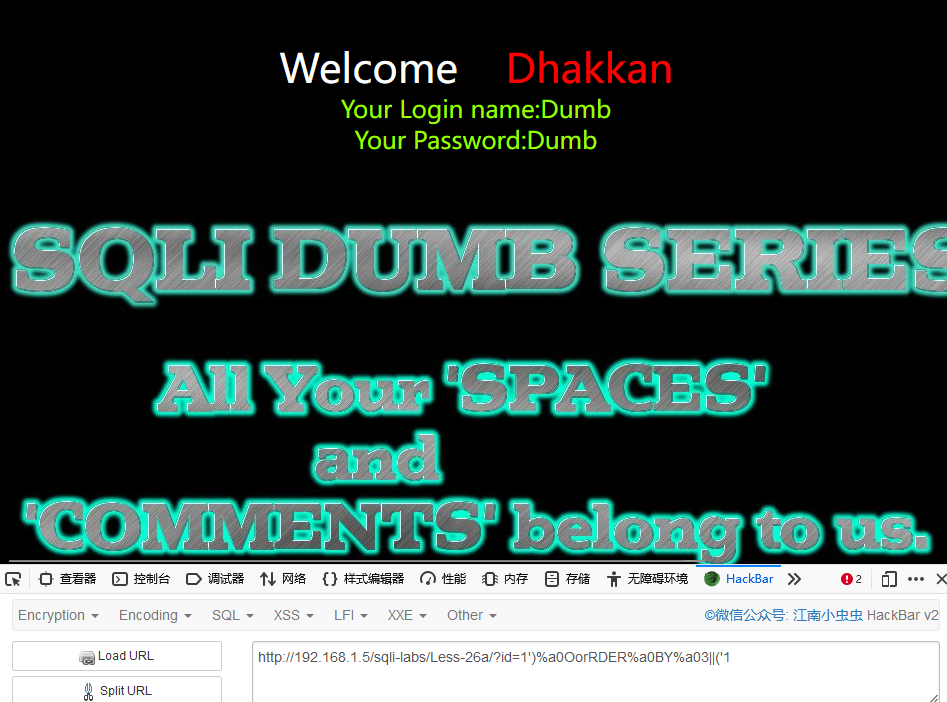 Welcome Dhakkan
Your Login name:Dumb
Your Password:Dumb
SQLI DUMB SERIES
All Your 'SPACES'
and
'COMMENTS' belong to us.
查看器 控制台 调试器 网络 样式编辑器 性能 内存 存储 无障碍环境 HackBar 2
Encryption Encoding SQL XSS LFI XXE Other ©微信公众号: 江南小虫虫 HackBar v2
Load URL
http://192.168.1.5/sqli-labs/Less-26a/?id=1')%a0OorRDER%a0BY%a03||('1
Split URL